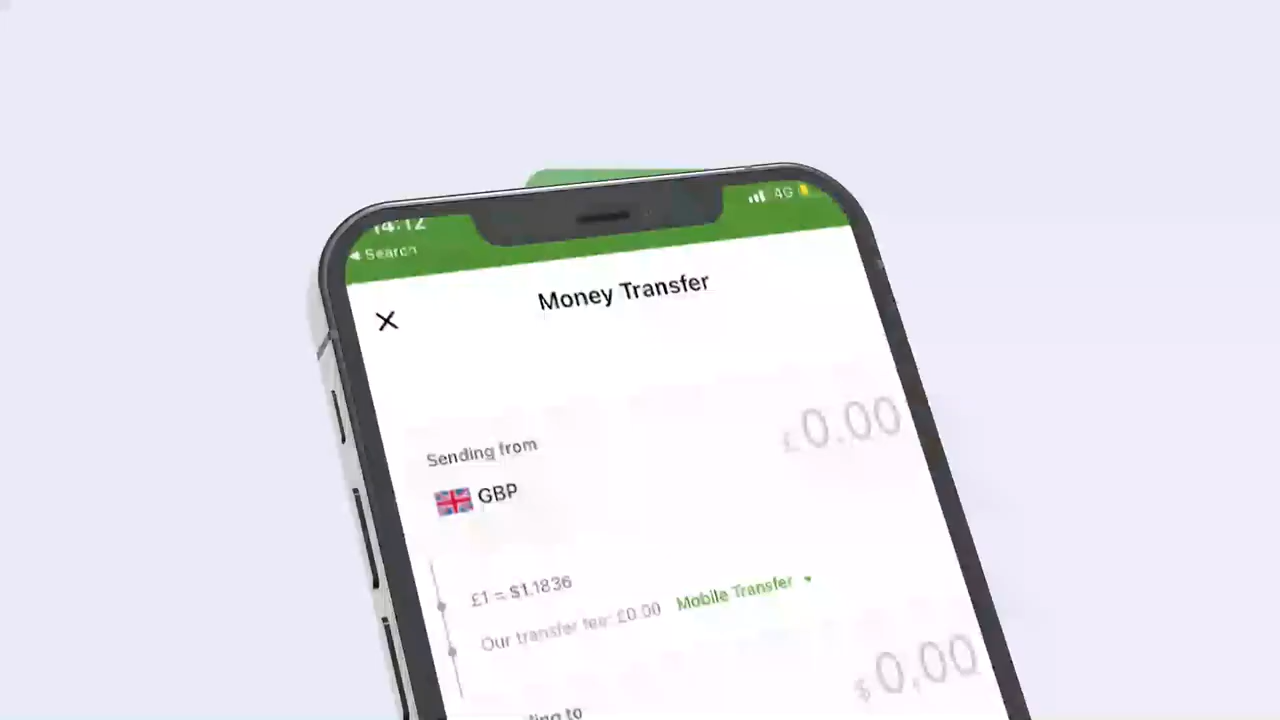 14:12
4G
Search
Money Transfer
£0.00
Sending from
GBP
£1 = $1.1836
Our transfer fee: £0.00 Mobile Transfer
$0.00
to